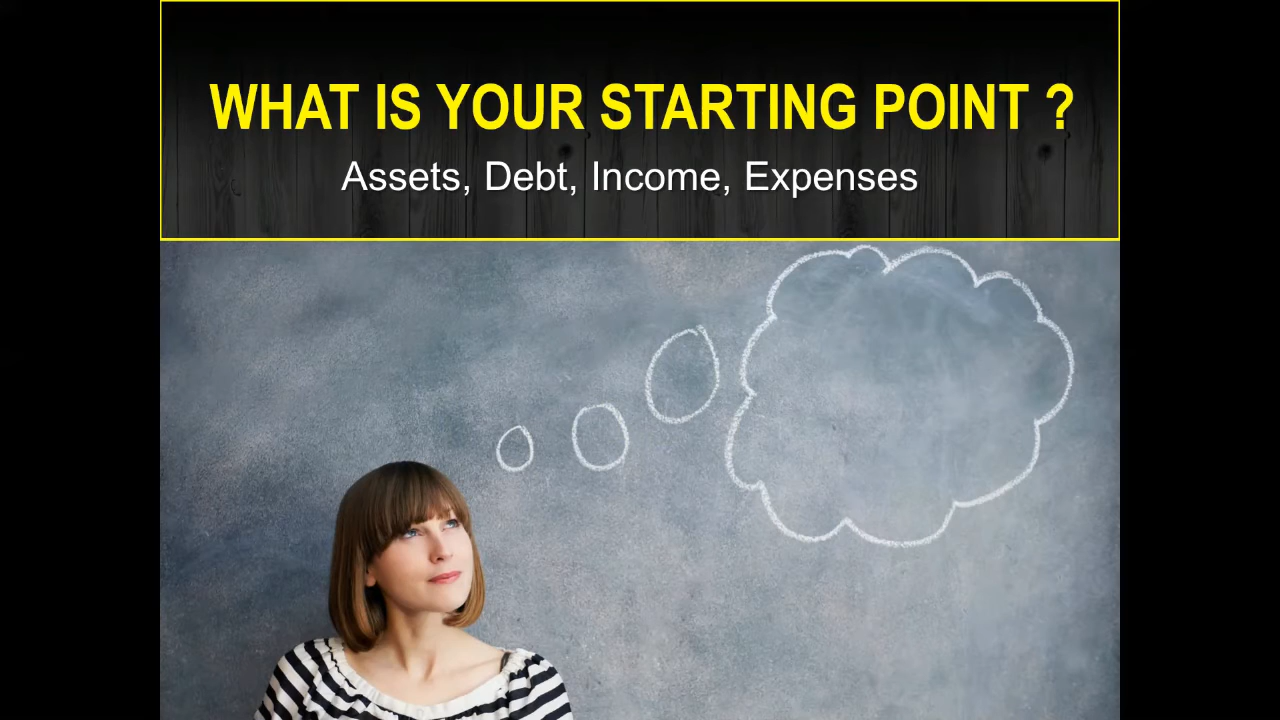 WHAT IS YOUR STARTING POINT ?
Assets, Debt, Income, Expenses